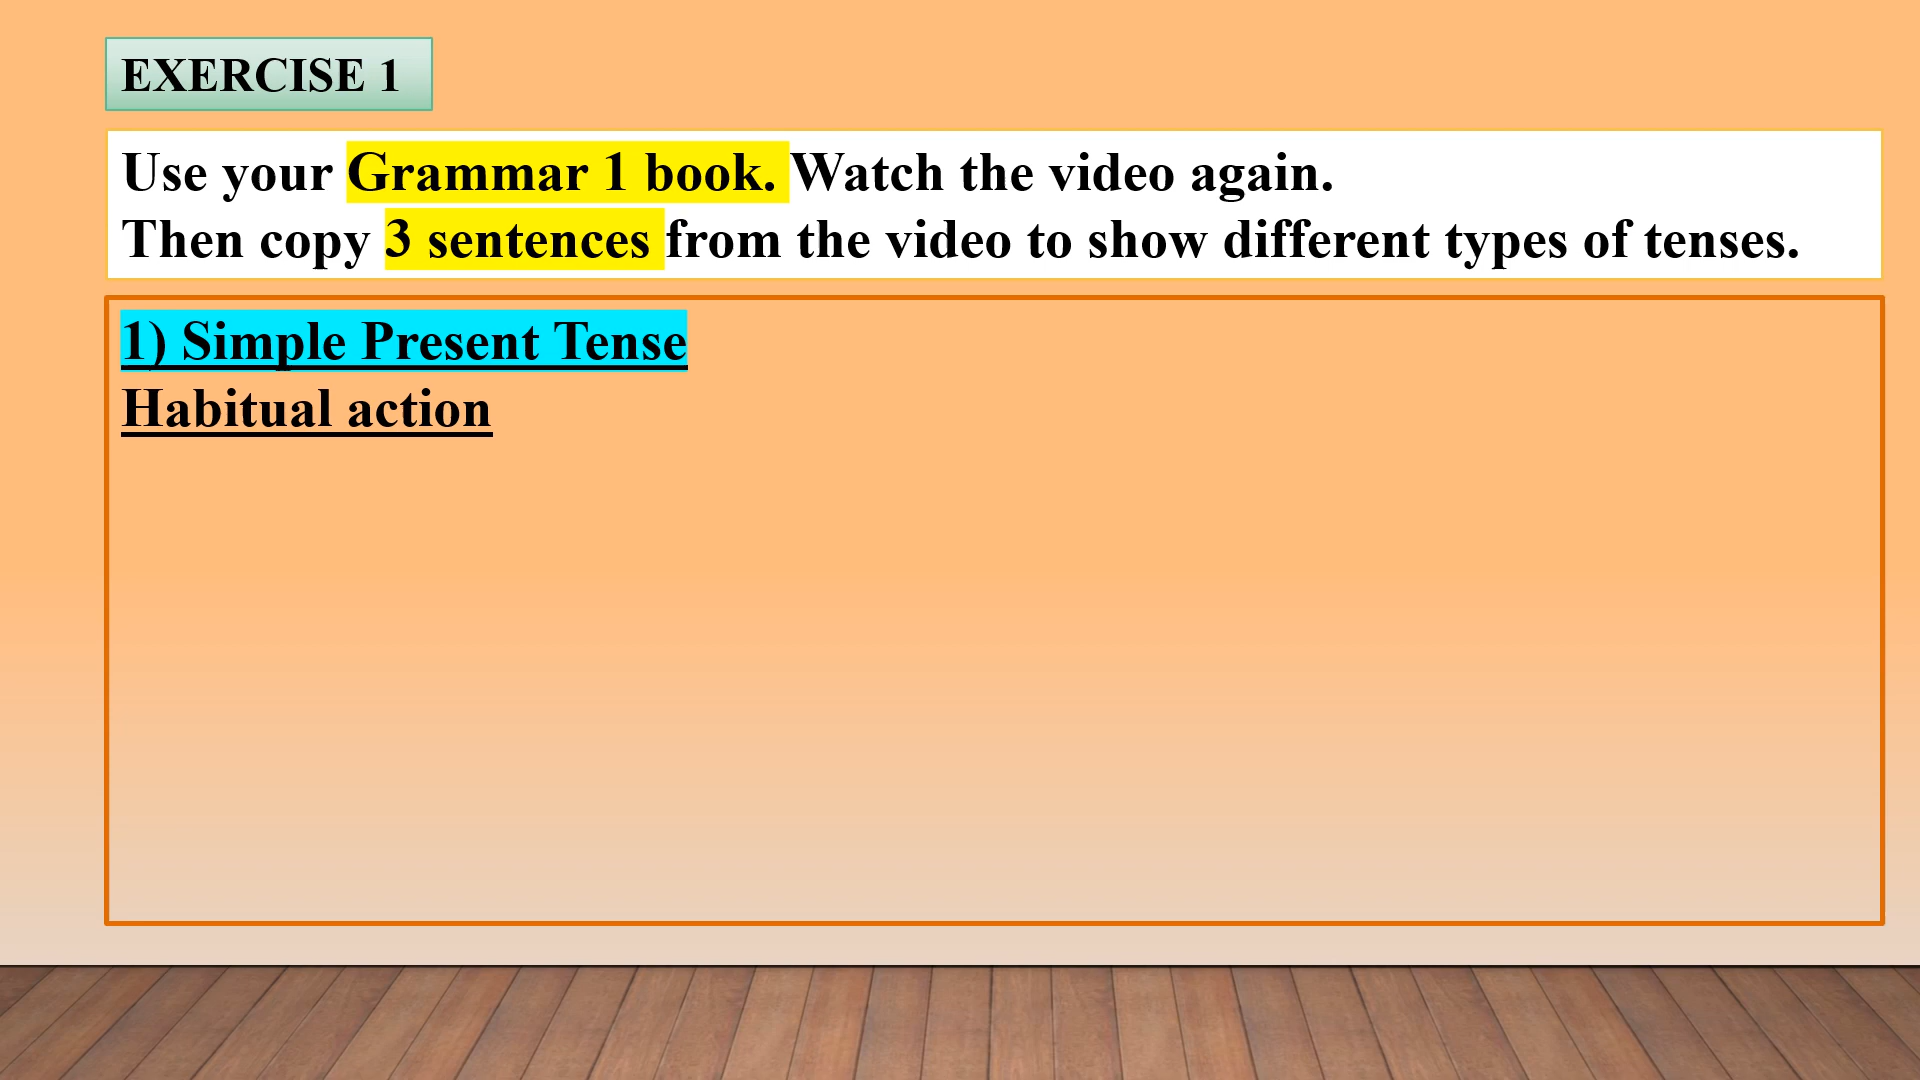 EXERCISE 1
Use your Grammar 1 book. Watch the video again.
Then copy 3 sentences from the video to show different types of tenses.
1) Simple Present Tense
Habitual action